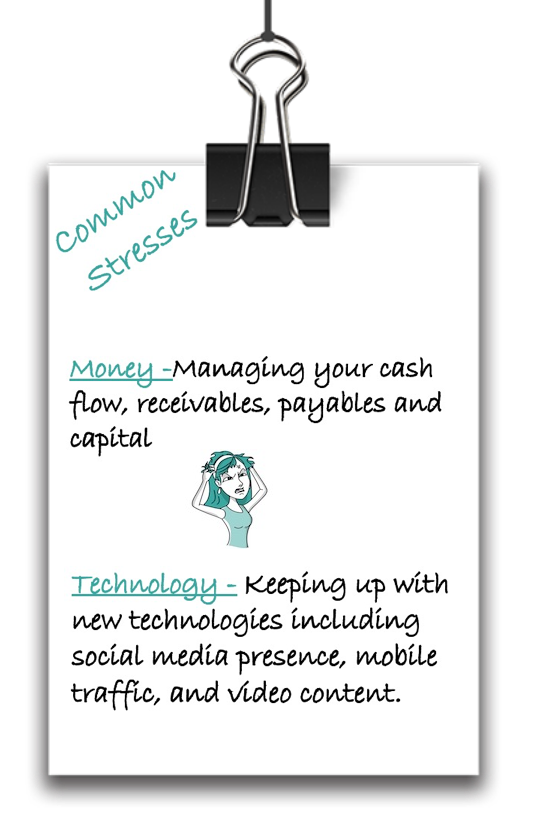 Common
Stresses
Money -Managing your cash
flow, receivables, payables and
capital
Technology - Keeping up with
new technologies including
social media presence, mobile
traffic, and video content.